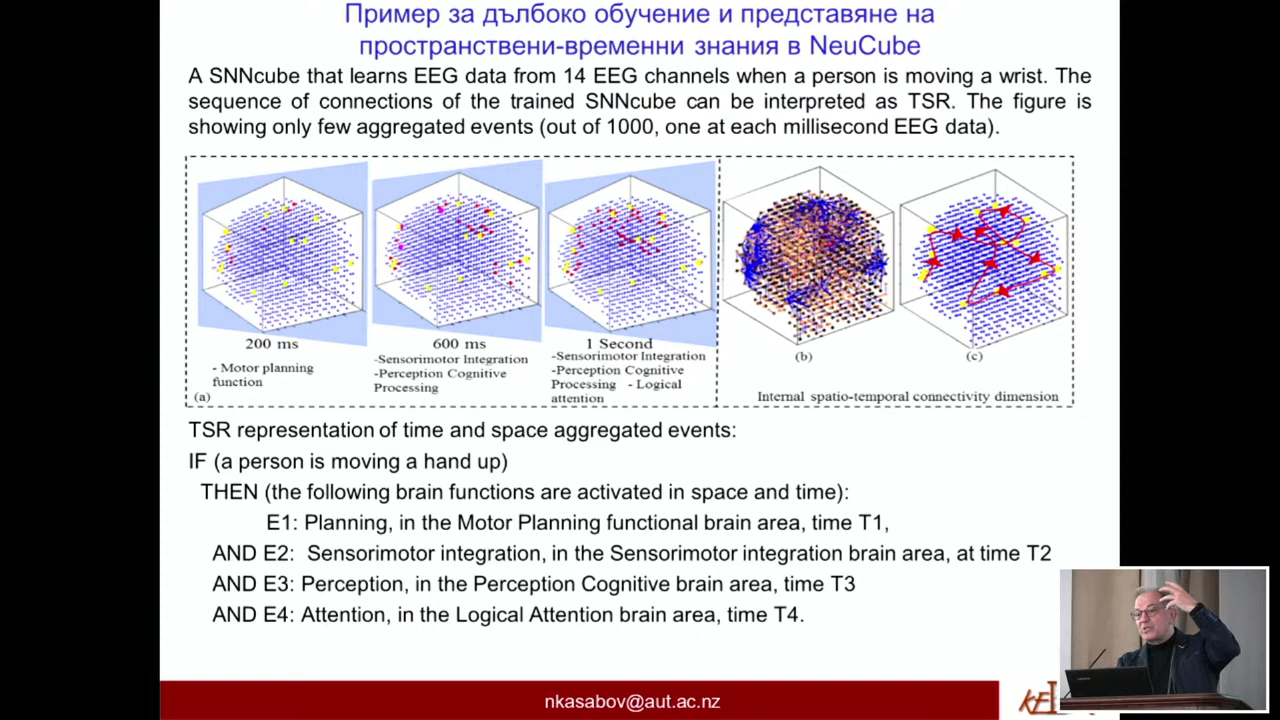 Пример за дълбоко обучение и представяне на
пространствени-временни знания в NeuCube
A SNNcube that learns EEG data from 14 EEG channels when a person is moving a wrist. The
sequence of connections of the trained SNNcube can be interpreted as TSR. The figure is
showing only few aggregated events (out of 1000, one at each millisecond EEG data).
200 ms
- Motor planning
function
(a)
600 ms
-Sensorimotor Integration
-Perception Cognitive
Processing
1 Second
-Sensorimotor Integration
-Perception Cognitive
Processing - Logical
attention
(b)
(c)
Internal spatio-temporal connectivity dimension
TSR representation of time and space aggregated events:
IF (a person is moving a hand up)
THEN (the following brain functions are activated in space and time):
E1: Planning, in the Motor Planning functional brain area, time T1,
AND E2: Sensorimotor integration, in the Sensorimotor integration brain area, at time T2
AND E3: Perception, in the Perception Cognitive brain area, time T3
AND E4: Attention, in the Logical Attention brain area, time T4.
nkasabov@aut.ac.nz